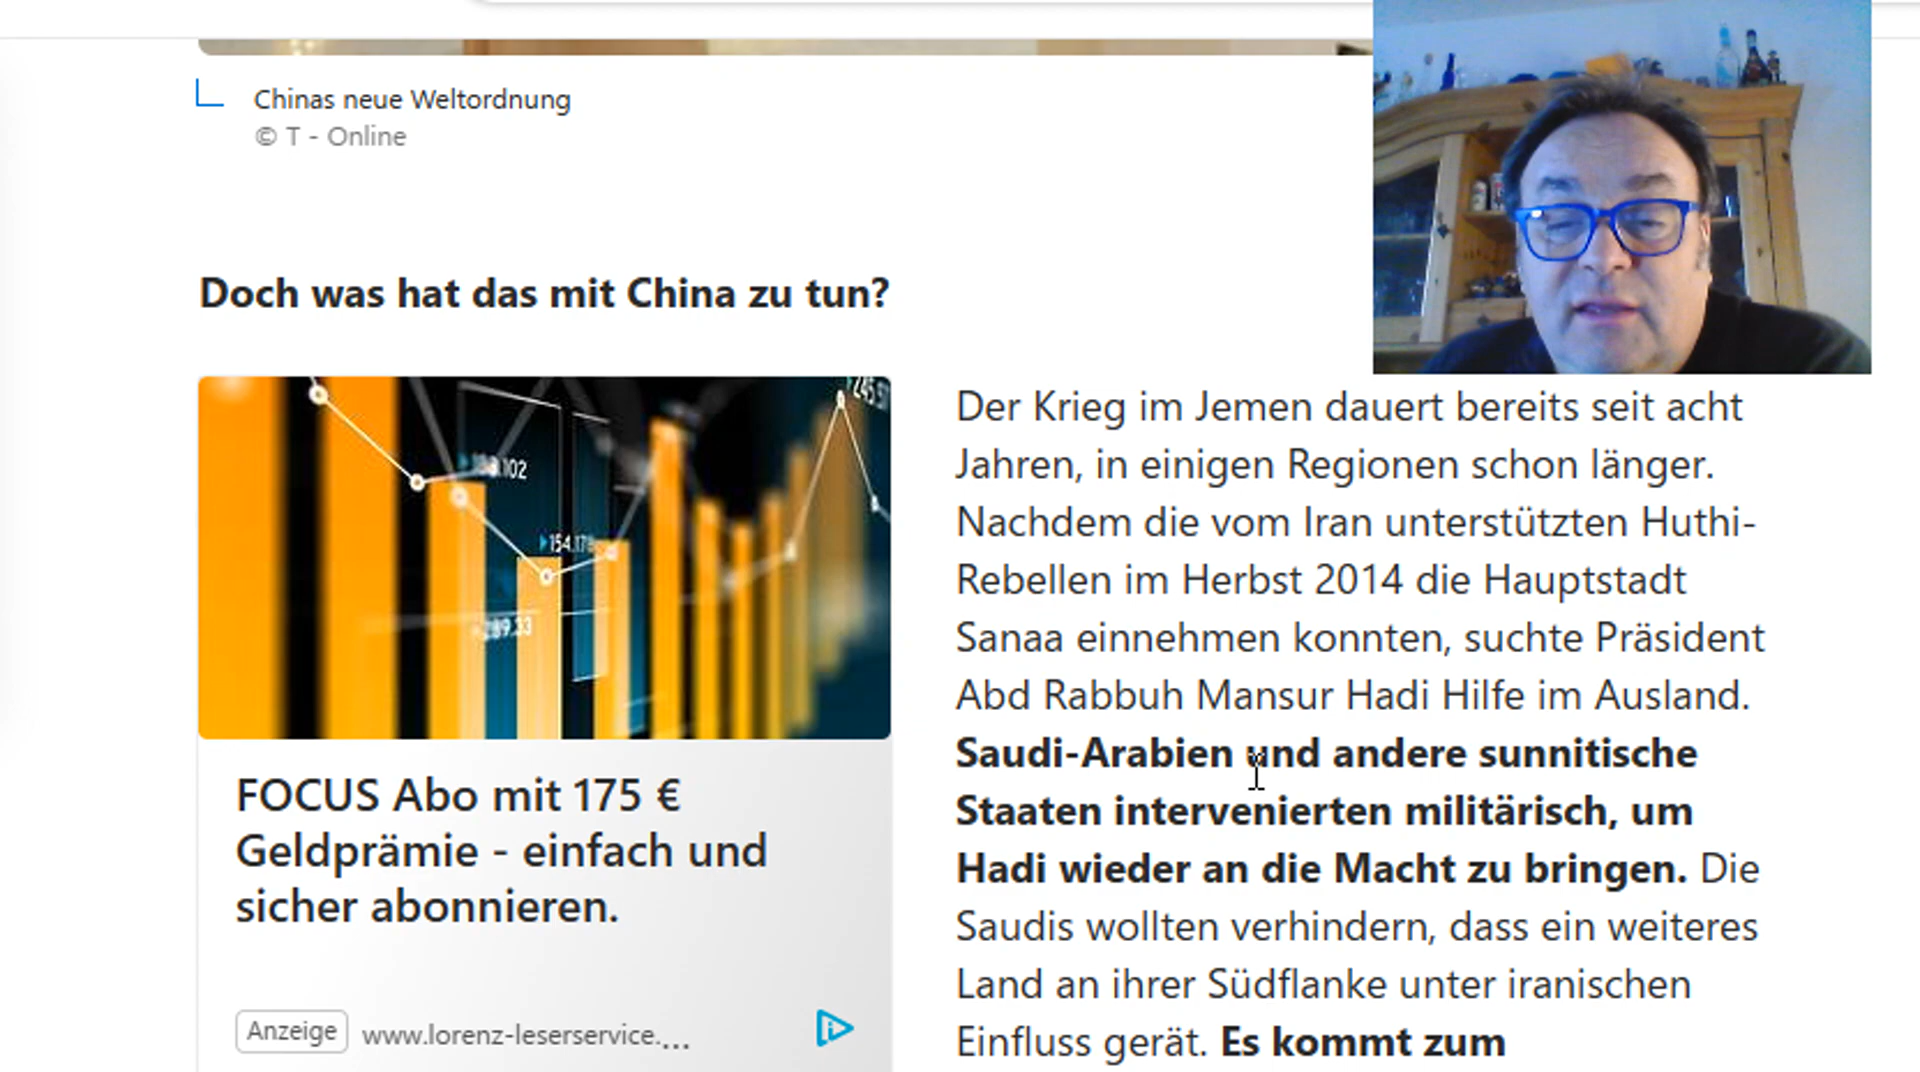 Chinas neue Weltordnung
© T - Online
Doch was hat das mit China zu tun?
154.17
289.33
FOCUS Abo mit 175 €
Geldprämie - einfach und
sicher abonnieren.
Anzeige www.lorenz-leserservice....
Der Krieg im Jemen dauert bereits seit acht
Jahren, in einigen Regionen schon länger.
Nachdem die vom Iran unterstützten Huthi-
Rebellen im Herbst 2014 die Hauptstadt
Sanaa einnehmen konnten, suchte Präsident
Abd Rabbuh Mansur Hadi Hilfe im Ausland.
Saudi-Arabien und andere sunnitische
Staaten intervenierten militärisch, um
Hadi wieder an die Macht zu bringen. Die
Saudis wollten verhindern, dass ein weiteres
Land an ihrer Südflanke unter iranischen
Einfluss gerät. Es kommt zum